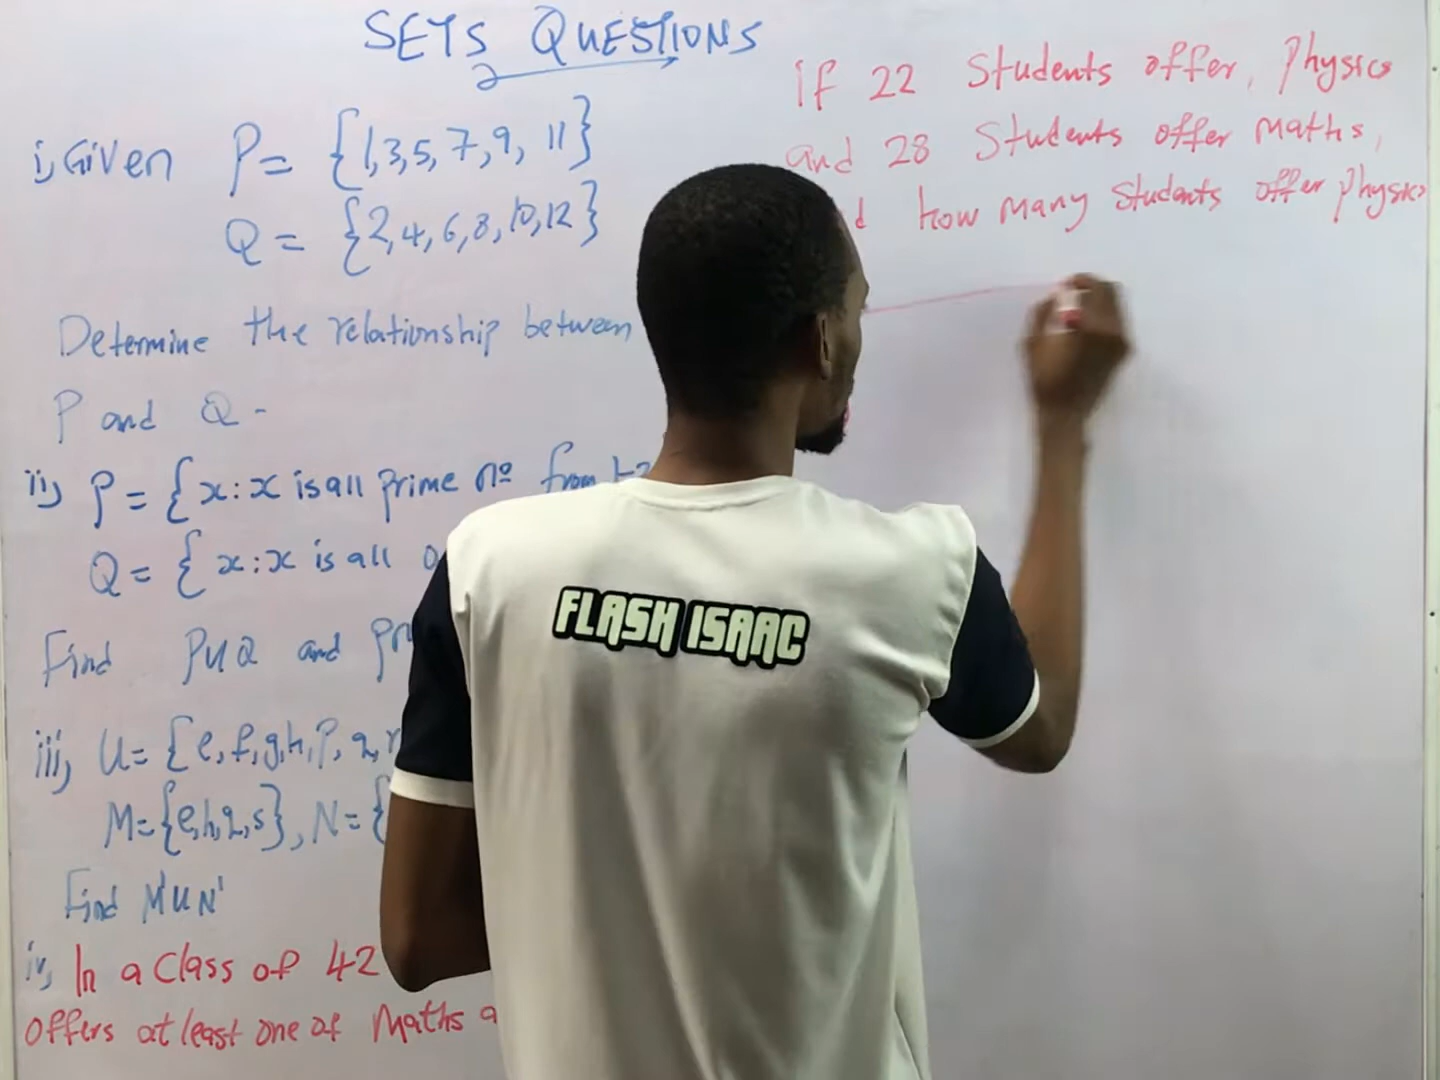 SETS QUESTIONS
i, Given P = {1,3,5,7,9, 11}
Q = {2,4,6,8,10,12}
Determine the relationship between
P and Q -
ii, P = {x:x is all prime nº from
Q = { x:x is all
Find PUQ and
iii, U= {e,f,g,h,p,q,r
M={e,h,q,s}, N={
Find M'UN'
iv, In a Class of 42
Offers at least one of Maths
If 22 Students offer, Physics
and 28 Students offer Maths,
how many students offer Physics
FLASH ISAAC